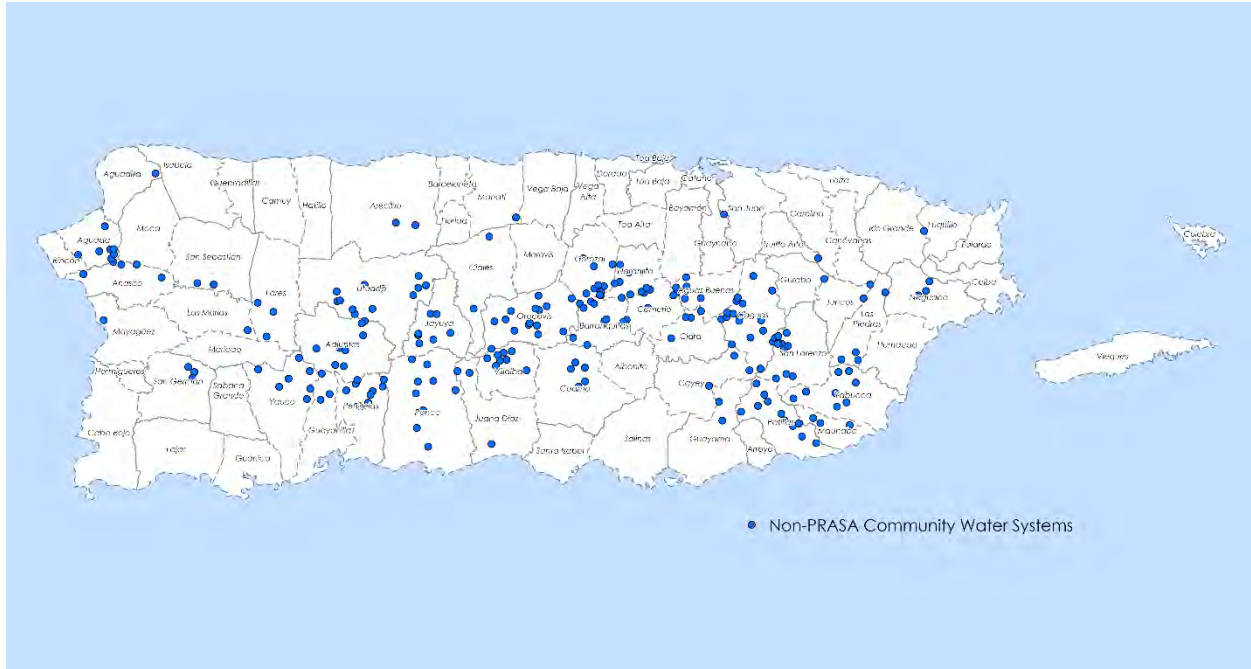 Isabela
Aguadilla
Quebradillas
Camuy
Hatillo
Arecibo
Barceloneta
Manatí
Vega Baja
Vega Alta
Dorado
Toa Baja
Toa Baja
Cataño
San Juan
Loíza
Moca
Florida
Toa Alta
Bayamón
Guaynabo
Trujillo Alto
Carolina
Canóvanas
Río Grande
Luquillo
Fajardo
Culebra
Aguada
Rincón
San Sebastián
Lares
Utuado
Ciales
Morovis
Corozal
Naranjito
Aguas Buenas
Gurabo
Juncos
Naguabo
Ceiba
Añasco
Las Marías
Mayagüez
Maricao
Adjuntas
Jayuya
Orocovis
Barranquitas
Comerío
Cidra
Caguas
San Lorenzo
Las Piedras
Humacao
Vieques
Hormigueros
San Germán
Sabana Grande
Yauco
Guayanilla
Peñuelas
Ponce
Villalba
Juana Díaz
Coamo
Aibonito
Cayey
Yabucoa
Patillas
Maunabo
Cabo Rojo
Lajas
Guánica
Santa Isabel
Salinas
Guayama
Arroyo
Non-PRASA Community Water Systems